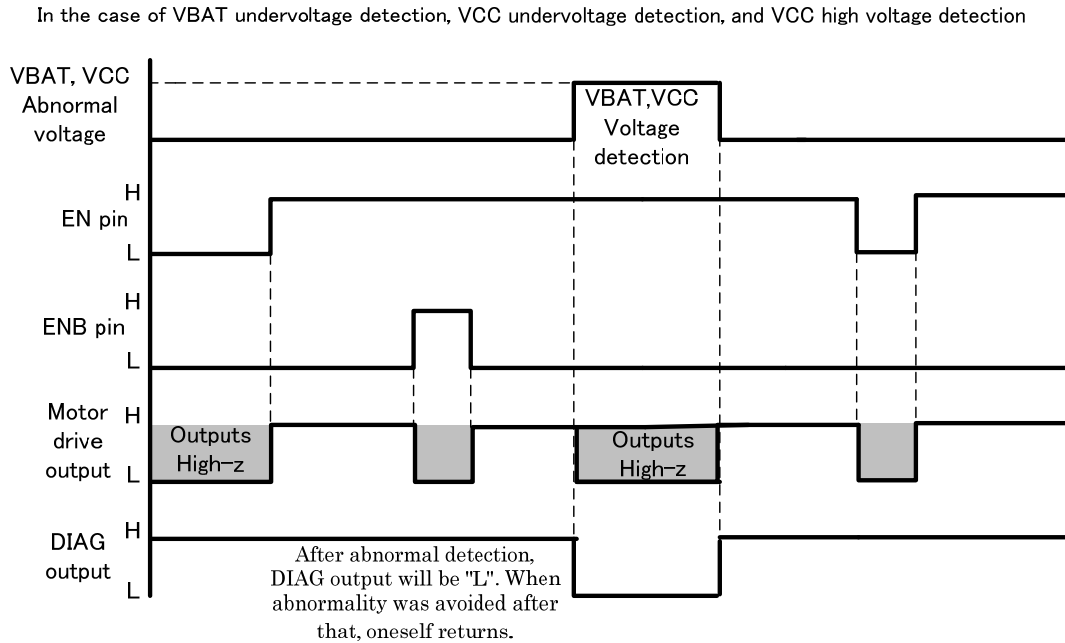 In the case of VBAT undervoltage detection, VCC undervoltage detection, and VCC high voltage detection
VBAT, VCC
Abnormal
voltage
VBAT,VCC
Voltage
detection
H
EN pin
L
H
ENB pin
L
Motor
drive
output
H
L
Outputs
High-z
Outputs
High-z
DIAG
output
H
L
After abnormal detection,
DIAG output will be "L". When
abnormality was avoided after
that, oneself returns.